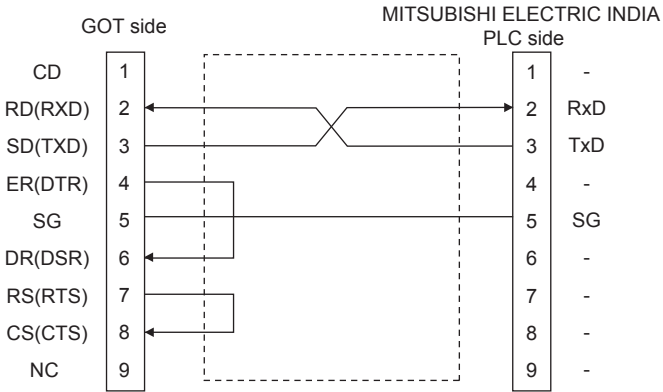 MITSUBISHI ELECTRIC INDIA
GOT side PLC side
CD 1 1 -
RD(RXD) 2 2 RxD
SD(TXD) 3 3 TxD
ER(DTR) 4 4 -
SG 5 5 SG
DR(DSR) 6 6 -
RS(RTS) 7 7 -
CS(CTS) 8 8 -
NC 9 9 -